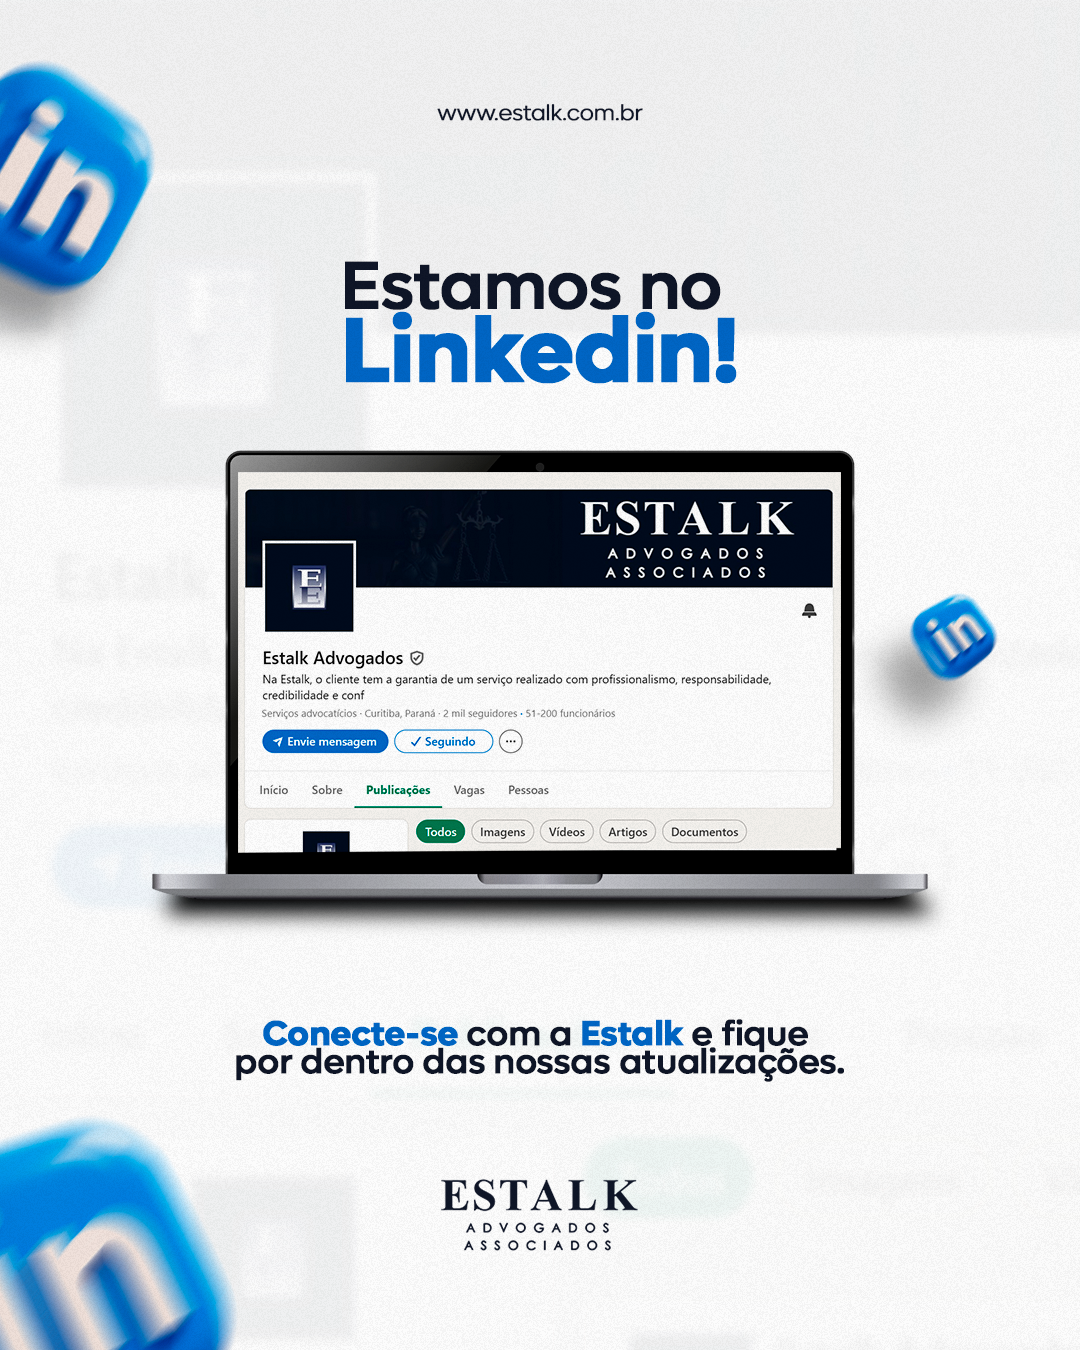 www.estalk.com.br
in
Estamos no
Linkedin!
ESTALK
ADVOGADOS
ASSOCIADOS
E
E
Estalk Advogados
Na Estalk, o cliente tem a garantia de um serviço realizado com profissionalismo, responsabilidade,
credibilidade e conf
Serviços advocatícios · Curitiba, Paraná · 2 mil seguidores · 51-200 funcionários
Envie mensagem
Seguindo
Início Sobre Publicações Vagas Pessoas
Todos Imagens Vídeos Artigos Documentos
E
in
Conecte-se com a Estalk e fique
por dentro das nossas atualizações.
in
ESTALK
ADVOGADOS
ASSOCIADOS